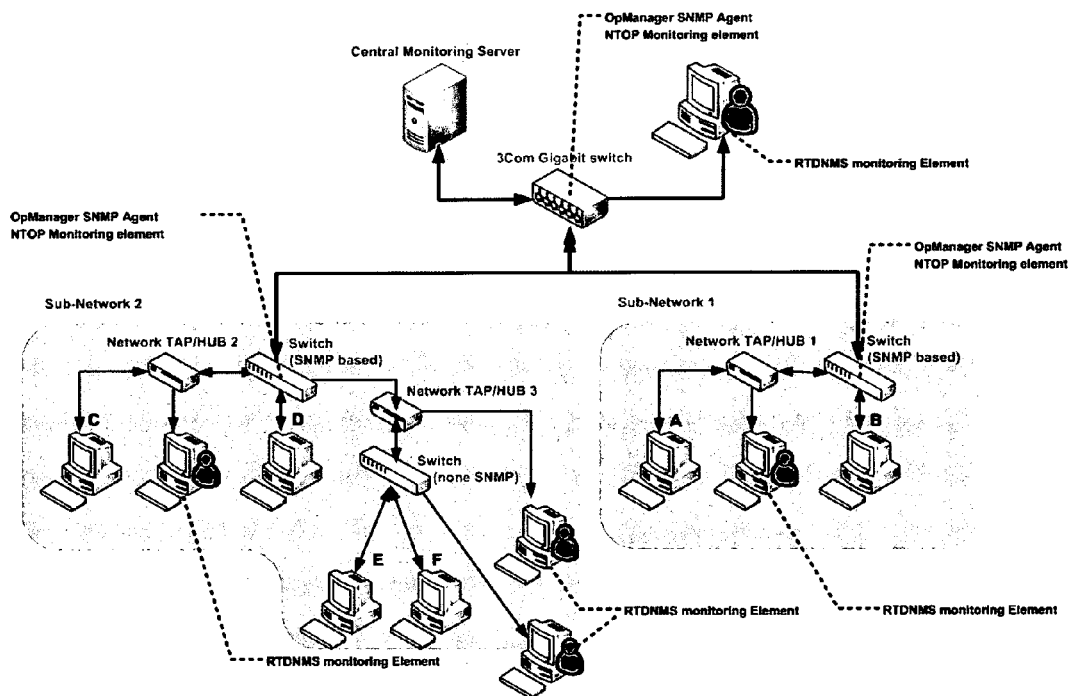 OpManager SNMP Agent
NTOP Monitoring element
Central Monitoring Server
3Com Gigabit switch
RTDNMS monitoring Element
OpManager SNMP Agent
NTOP Monitoring element
OpManager SNMP Agent
NTOP Monitoring element
Sub-Network 2
Sub-Network 1
Network TAP/HUB 2
Switch
(SNMP based)
Network TAP/HUB 1
Switch
(SNMP based)
Network TAP/HUB 3
C
D
A
B
Switch
(none SNMP)
E
F
RTDNMS monitoring Element
RTDNMS monitoring Element
RTDNMS monitoring Element